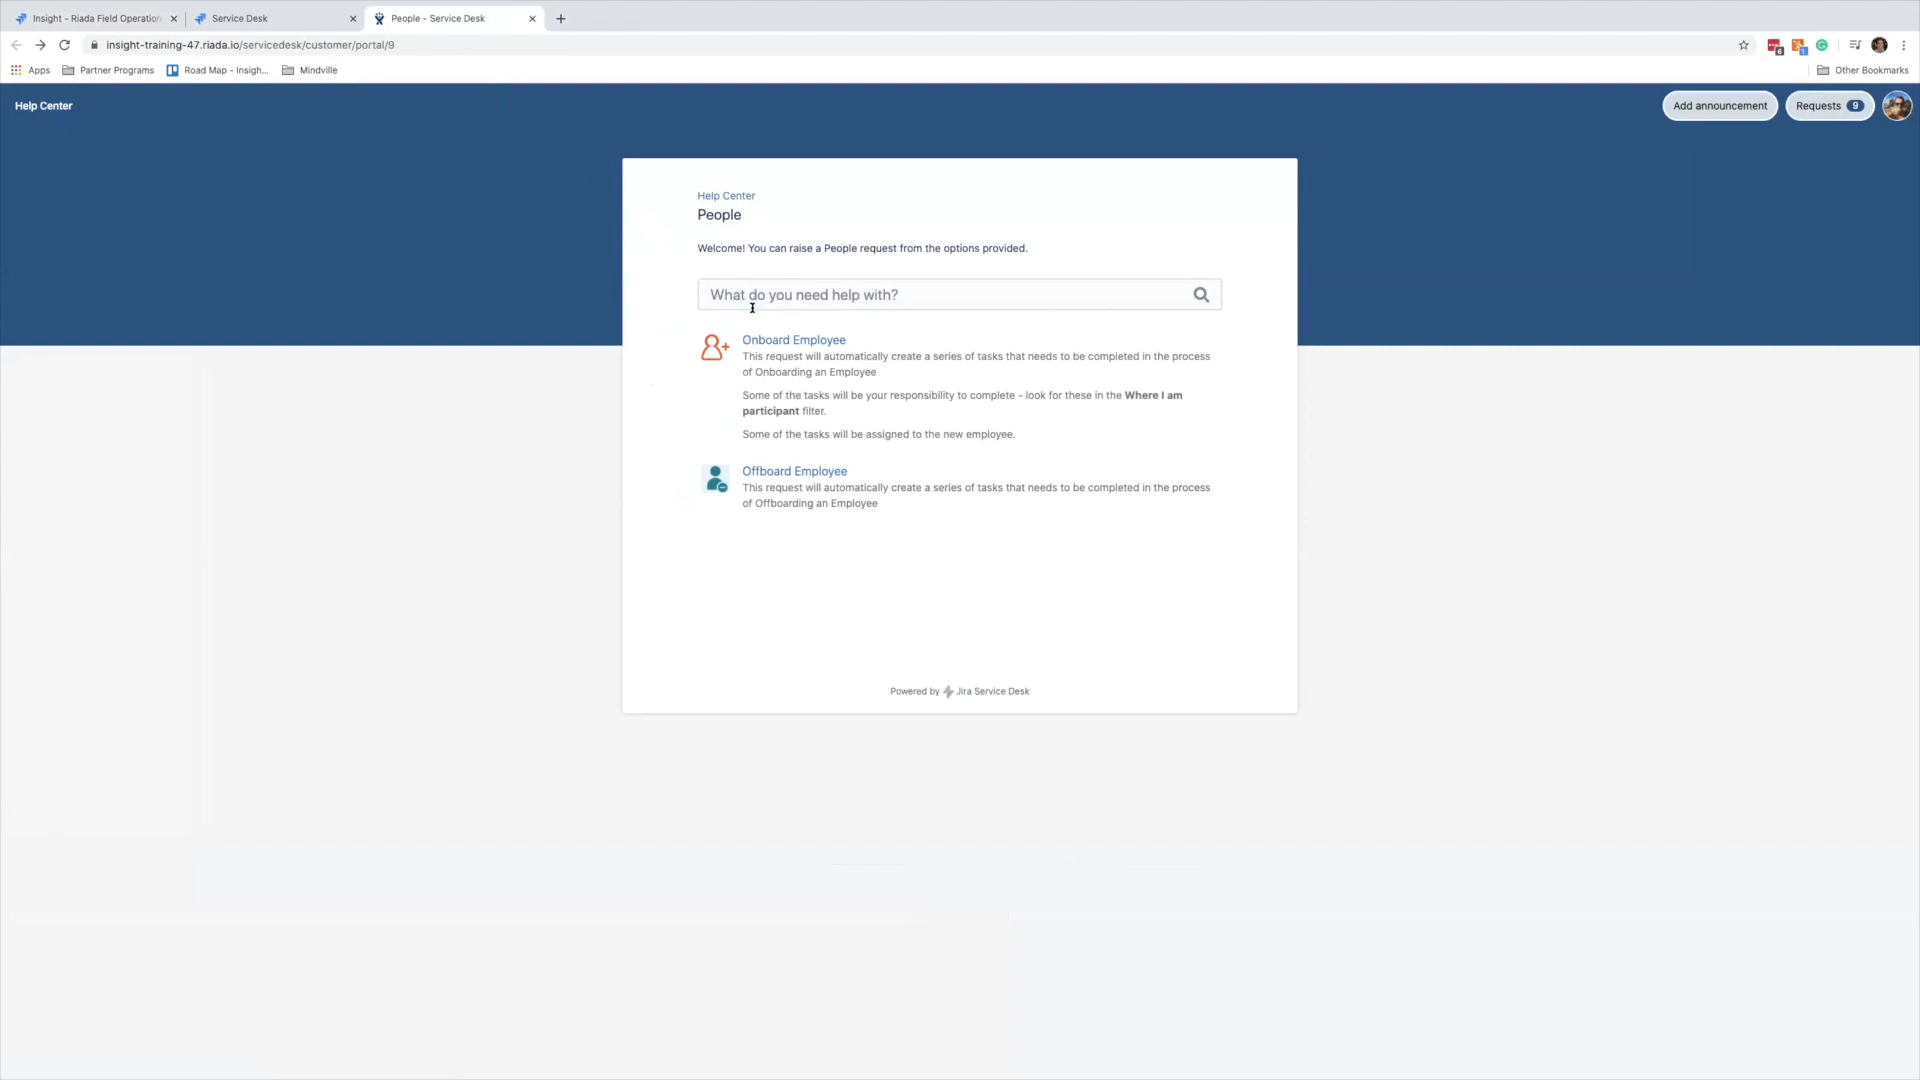 Insight - Riada Field Operation
Service Desk
People - Service Desk
insight-training-47.riada.io/servicedesk/customer/portal/9
6
1
Apps
Partner Programs
Road Map - Insigh...
Mindville
Other Bookmarks
Help Center
Add announcement
Requests 9
Help Center
People
Welcome! You can raise a People request from the options provided.
What do you need help with?
Onboard Employee
This request will automatically create a series of tasks that needs to be completed in the process
of Onboarding an Employee
Some of the tasks will be your responsibility to complete - look for these in the Where I am
participant filter.
Some of the tasks will be assigned to the new employee.
Offboard Employee
This request will automatically create a series of tasks that needs to be completed in the process
of Offboarding an Employee
Powered by Jira Service Desk